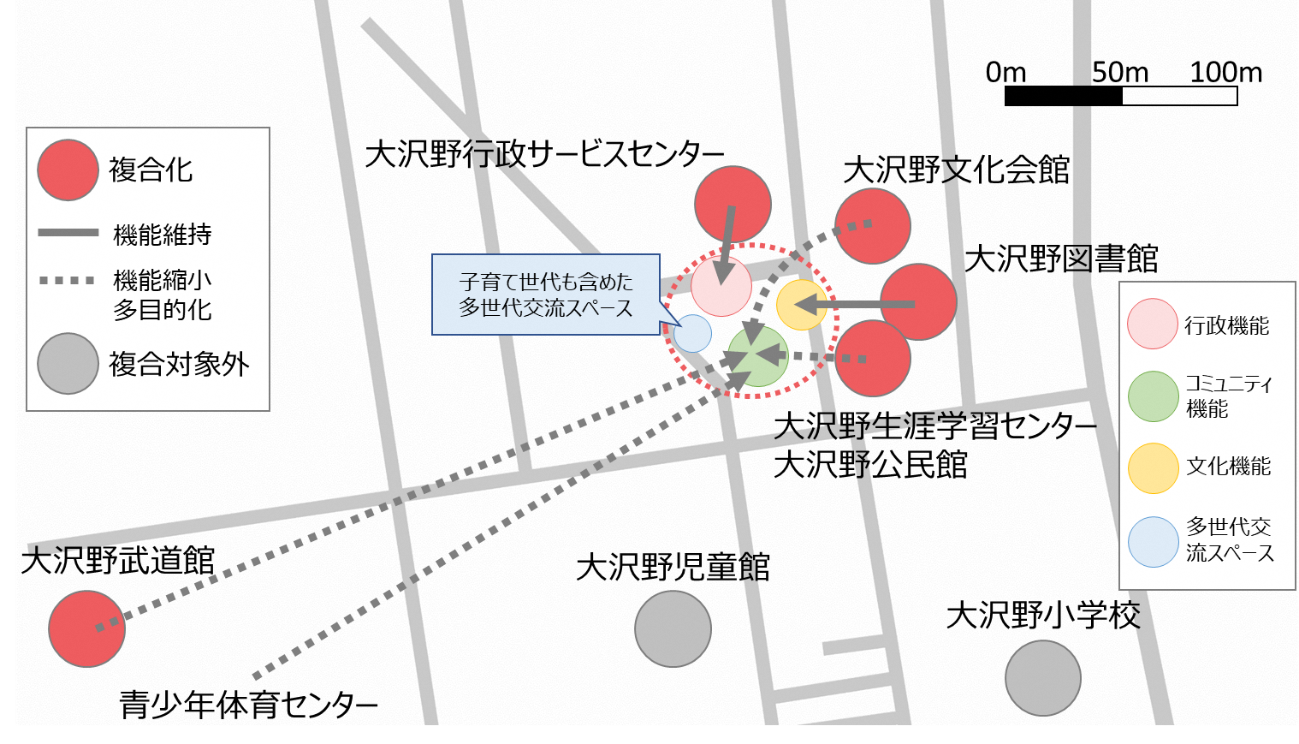 0m 50m 100m
大沢野行政サービスセンター
大沢野文化会館
複合化
機能維持
機能縮小
多目的化
複合対象外
子育て世代も含めた
多世代交流スペース
大沢野図書館
行政機能
コミュニティ
機能
文化機能
多世代交
流スペース
大沢野生涯学習センター
大沢野公民館
大沢野武道館
大沢野児童館
大沢野小学校
青少年体育センター